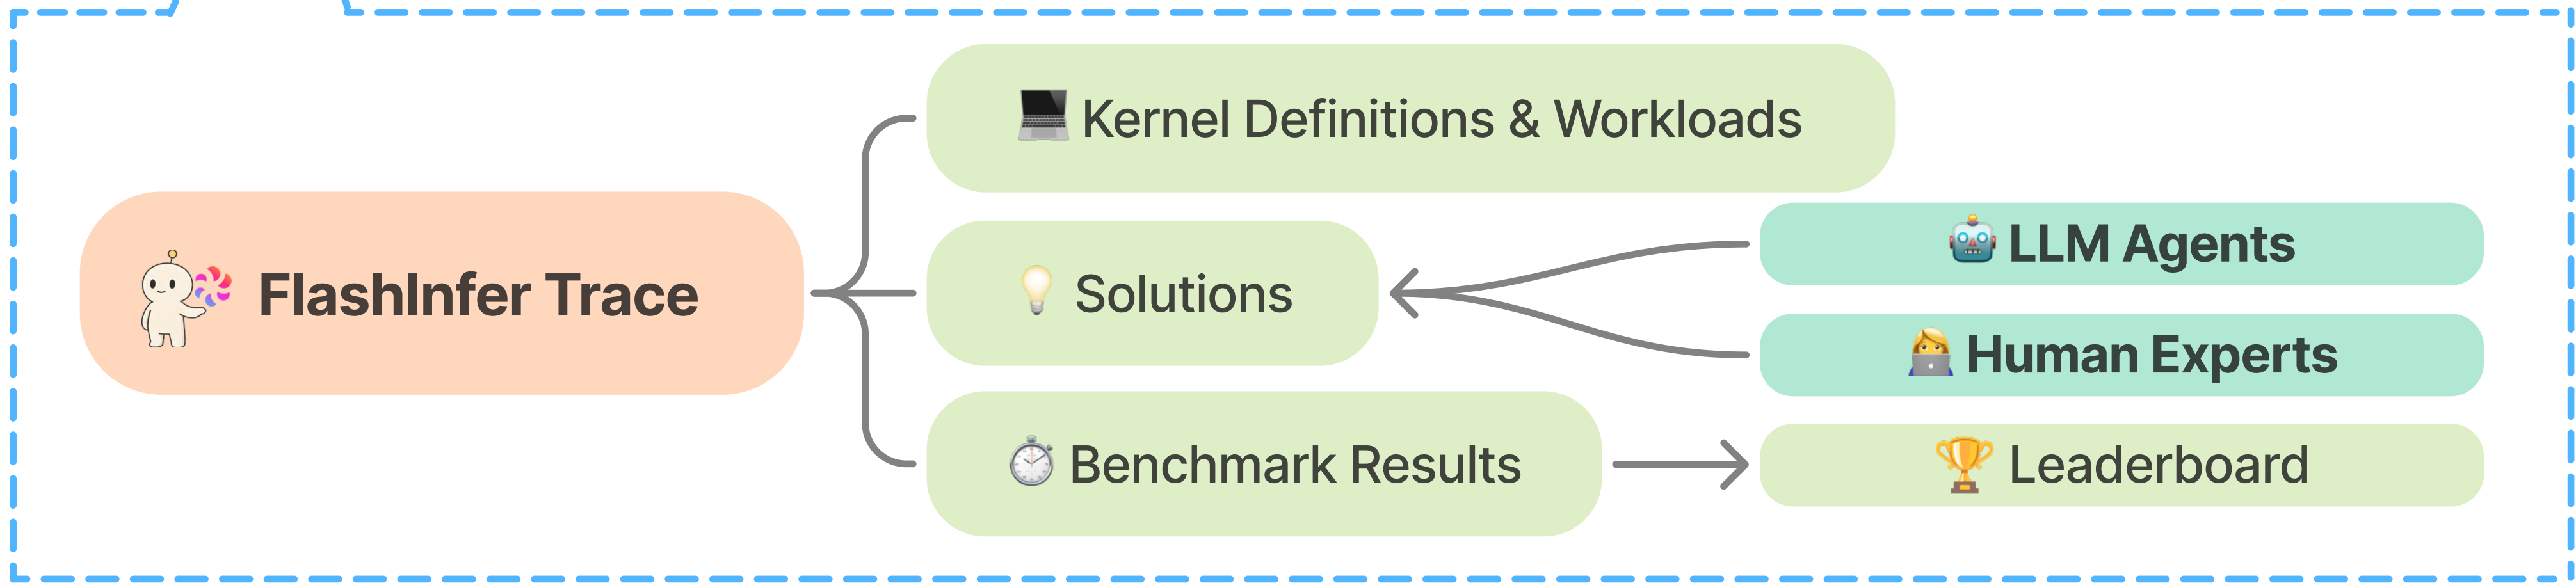 Kernel Definitions & Workloads
FlashInfer Trace
Solutions
LLM Agents
Human Experts
Benchmark Results
Leaderboard